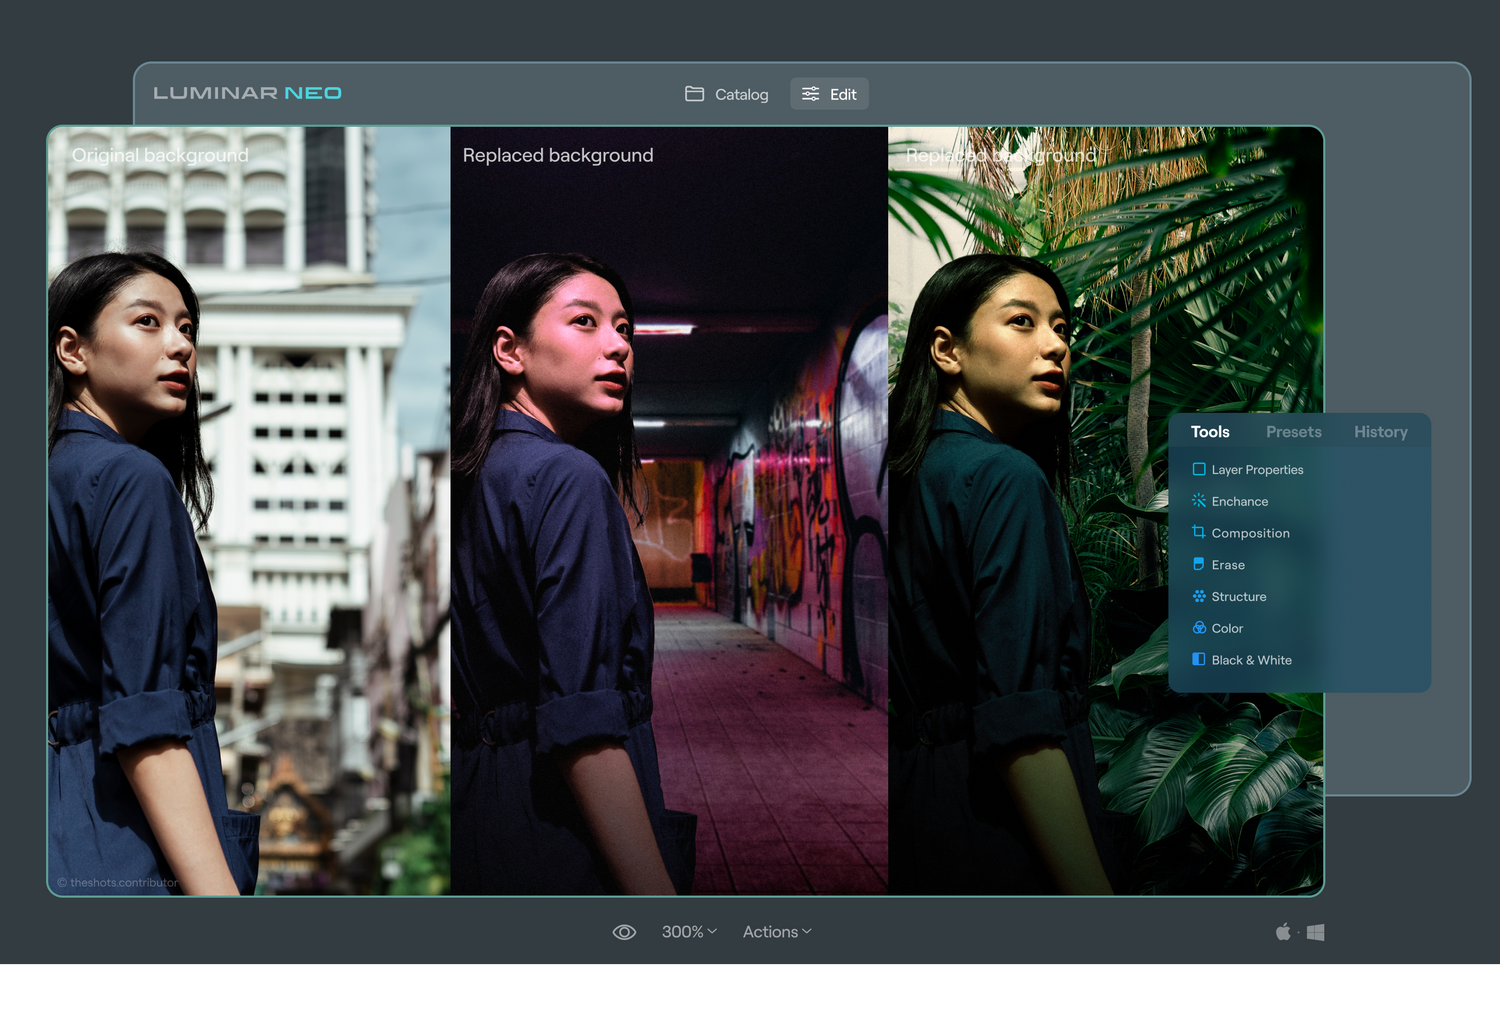 LUMINAR NEO
Catalog
Edit
Original background
Replaced background
Replaced background
Tools
Presets
History
Layer Properties
Enchance
Composition
Erase
Structure
Color
Black & White
© theshots.contributor
300%
Actions